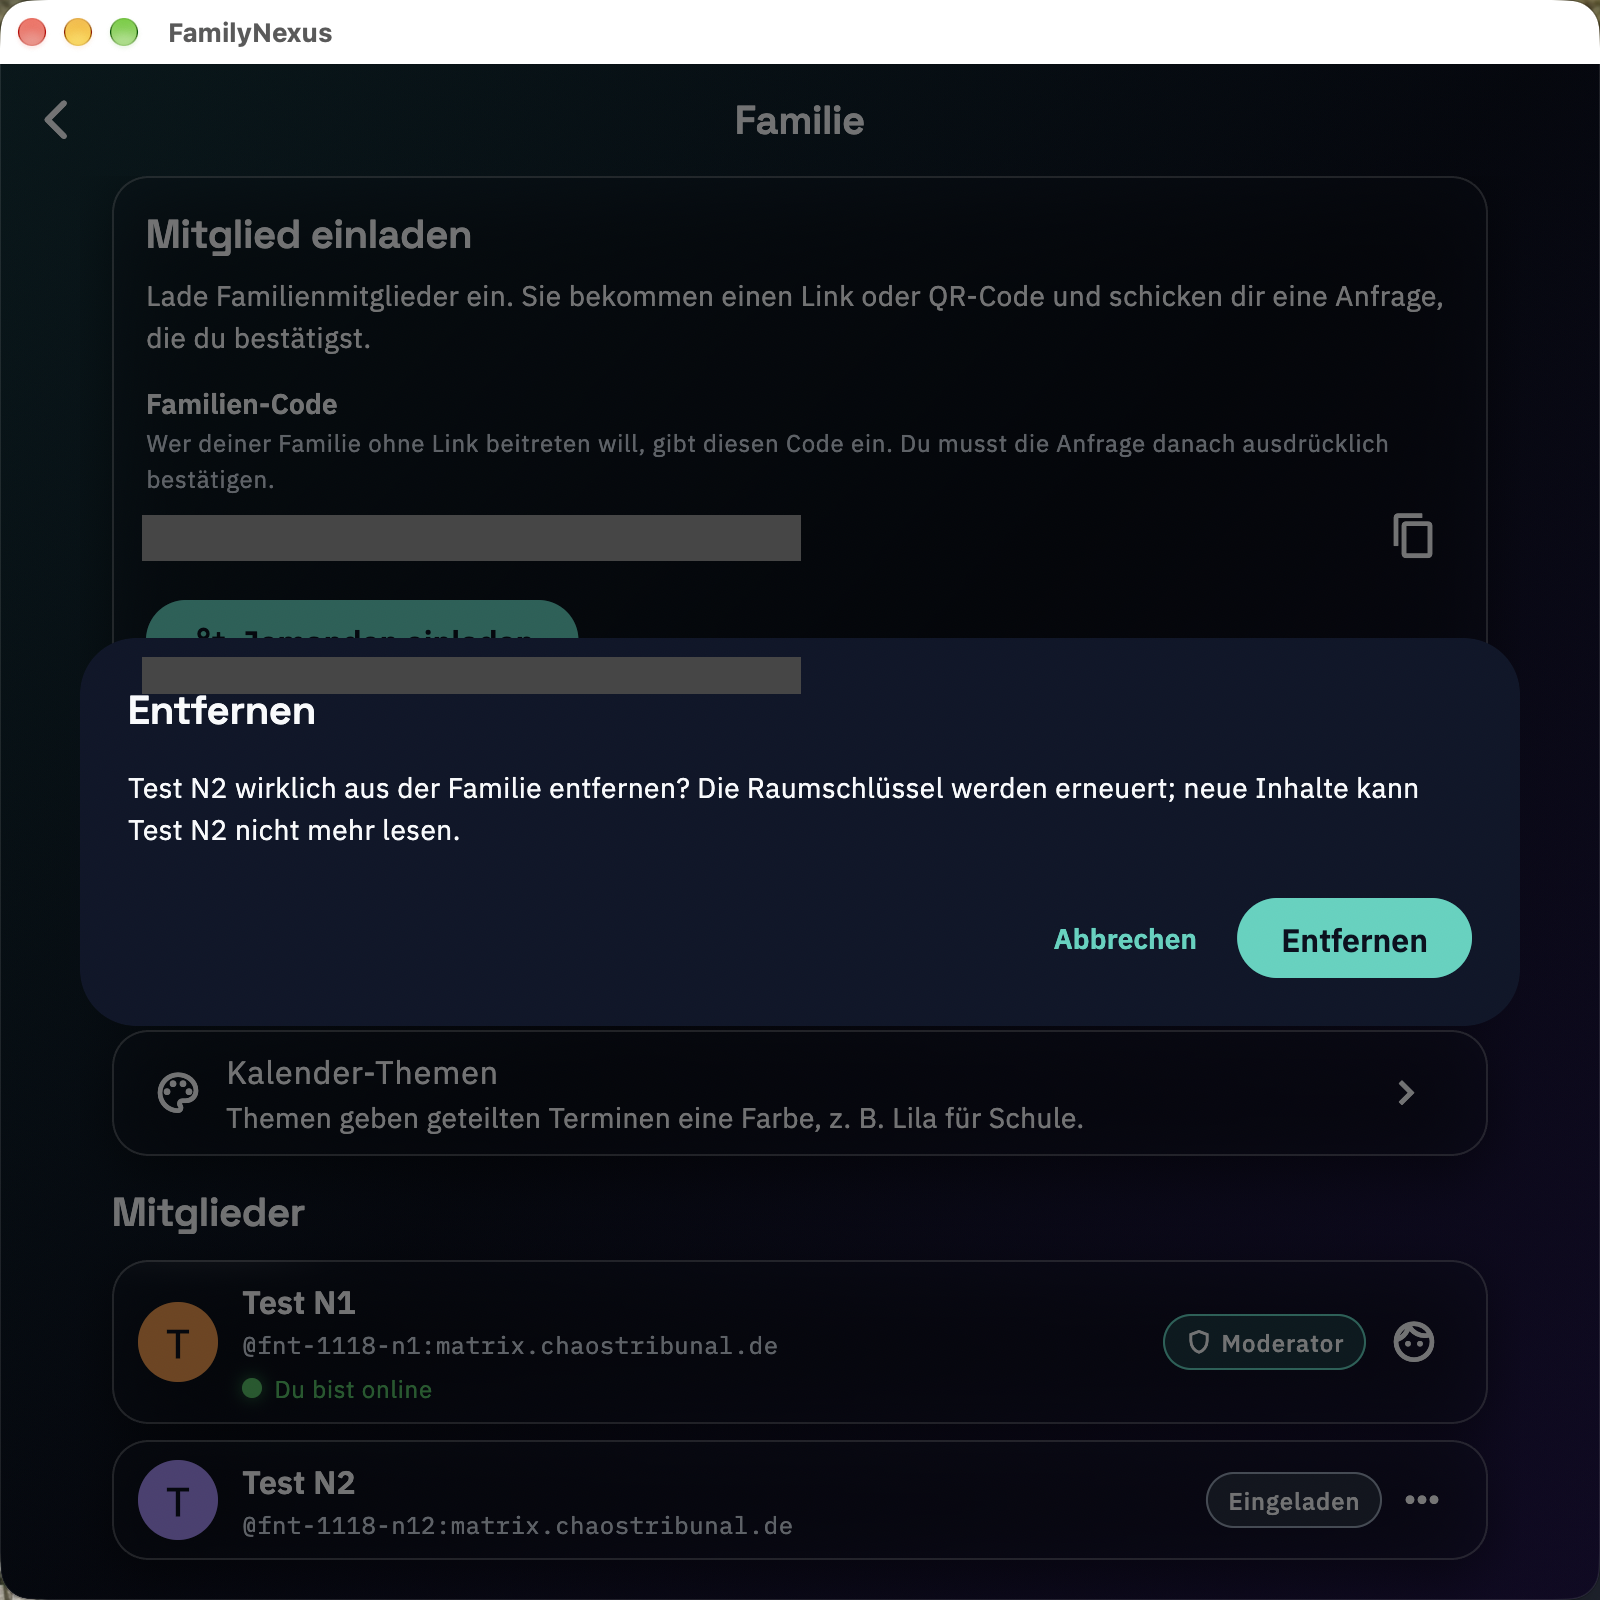 FamilyNexus
Familie
Mitglied einladen
Lade Familienmitglieder ein. Sie bekommen einen Link oder QR-Code und schicken dir eine Anfrage,
die du bestätigst.
Familien-Code
Wer deiner Familie ohne Link beitreten will, gibt diesen Code ein. Du musst die Anfrage danach ausdrücklich
bestätigen.
Jemanden einladen
Entfernen
Test N2 wirklich aus der Familie entfernen? Die Raumschlüssel werden erneuert; neue Inhalte kann
Test N2 nicht mehr lesen.
Abbrechen
Entfernen
Kalender-Themen
Themen geben geteilten Terminen eine Farbe, z. B. Lila für Schule.
Mitglieder
T
Test N1
@fnt-1118-n1:matrix.chaostribunal.de
Du bist online
Moderator
T
Test N2
@fnt-1118-n12:matrix.chaostribunal.de
Eingeladen